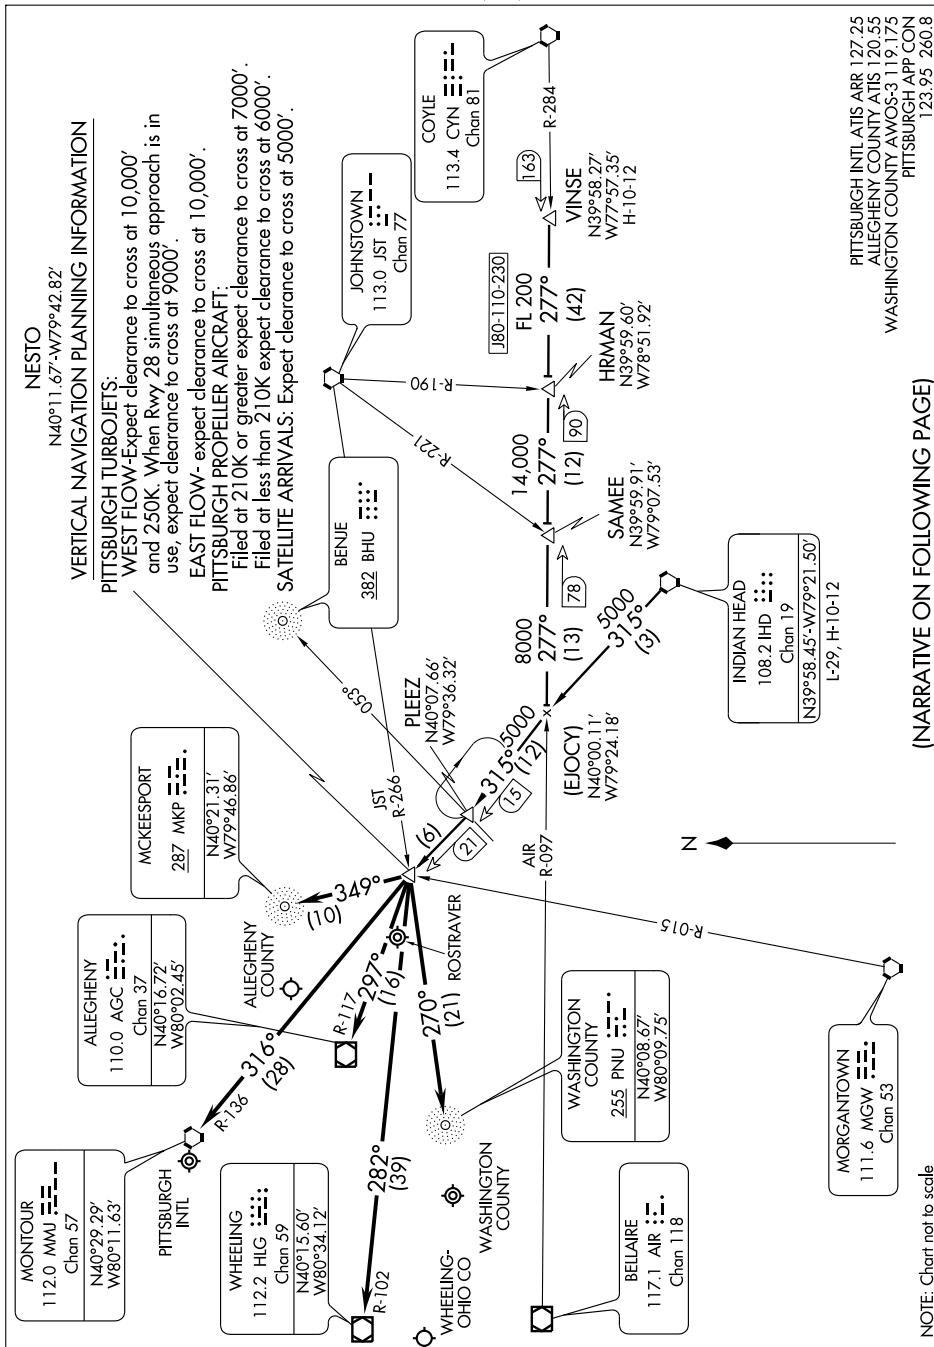 NESTO
N40°11.67'-W79°42.82'
VERTICAL NAVIGATION PLANNING INFORMATION
PITTSBURGH TURBOJETS:
WEST FLOW-Expect clearance to cross at 10,000'
and 250K. When Rwy 28 simultaneous approach is in
use, expect clearance to cross at 9000'.
EAST FLOW- expect clearance to cross at 10,000'.
PITTSBURGH PROPELLER AIRCRAFT:
Filed at 210K or greater expect clearance to cross at 7000'.
Filed at less than 210K expect clearance to cross at 6000'.
SATELLITE ARRIVALS: Expect clearance to cross at 5000'.
PITTSBURGH INTL ATIS ARR 127.25
ALLEGHENY COUNTY ATIS 120.55
WASHINGTON COUNTY AWOS-3 119.175
PITTSBURGH APP CON
123.95 260.8
MONTOUR
112.0 MMJ
Chan 57
N40°29.29'
W80°11.63'
PITTSBURGH
INTL
R-136
316°
(28)
ALLEGHENY
110.0 AGC
Chan 37
N40°16.72'
W80°02.45'
ALLEGHENY
COUNTY
R-117
297°
(16)
MCKEESPORT
287 MKP
N40°21.31'
W79°46.86'
349°
(10)
BENJE
382 BHU
053°
JOHNSTOWN
113.0 JST
Chan 77
COYLE
113.4 CYN
Chan 81
R-284
163
VINSE
N39°58.27'
W77°57.35'
H-10-12
J80-110-230
FL 200
277°
(42)
R-190
HRMAN
N39°59.60'
W78°51.92
90
14,000
277°
(12)
R-221
SAMEE
N39°59.91'
W79°07.53'
78
8000
277°
(13)
INDIAN HEAD
108.2 IHD
Chan 19
N39°58.45'-W79°21.50'
L-29, H-10-12
5000
315°
(3)
(EJOCY)
N40°00.11'
W79°24.18'
5000
315°
(12)
15
PLEEZ
N40°07.66'
W79°36.32'
JST
R-266
(6)
21
AIR
R-097
N
ROSTRAVER
270°
(21)
282°
(39)
WHEELING
112.2 HLG
Chan 59
N40°15.60'
W80°34.12'
R-102
WHEELING-
OHIO CO
WASHINGTON
COUNTY
WASHINGTON
COUNTY
255 PNU
N40°08.67'
W80°09.75'
BELLAIRE
117.1 AIR
Chan 118
R-015
MORGANTOWN
111.6 MGW
Chan 53
(NARRATIVE ON FOLLOWING PAGE)
NOTE: Chart not to scale